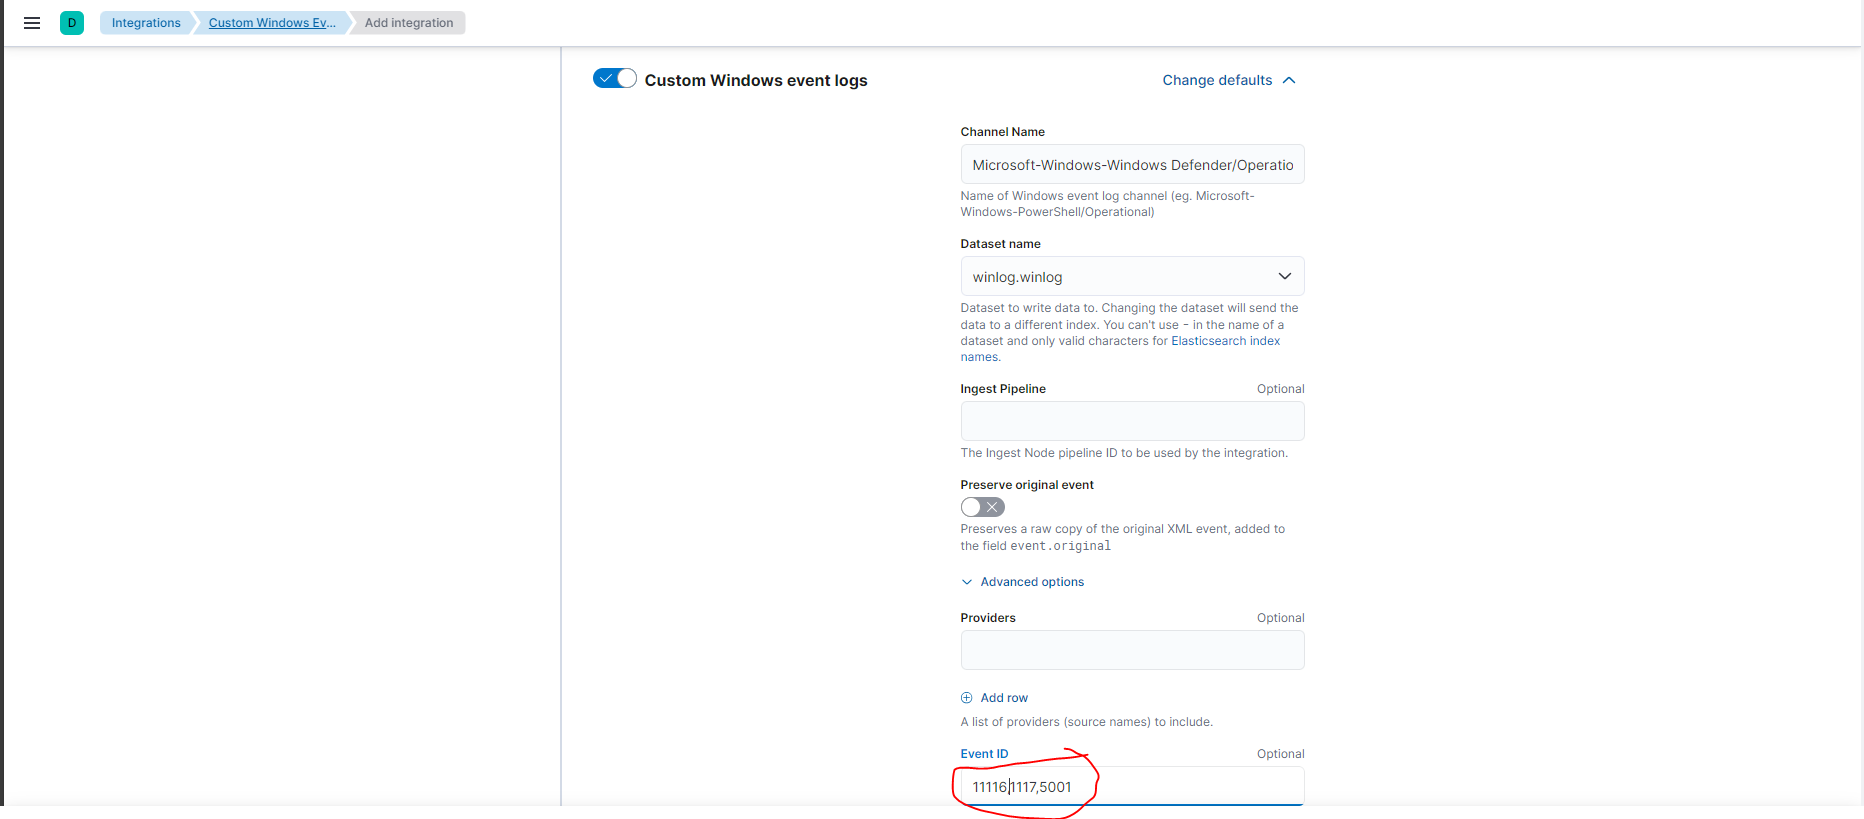 D Integrations Custom Windows Ev... Add integration
Custom Windows event logs Change defaults
Channel Name
Microsoft-Windows-Windows Defender/Operatio
Name of Windows event log channel (eg. Microsoft-
Windows-PowerShell/Operational)
Dataset name
winlog.winlog
Dataset to write data to. Changing the dataset will send the
data to a different index. You can't use - in the name of a
dataset and only valid characters for Elasticsearch index
names.
Ingest Pipeline Optional
The Ingest Node pipeline ID to be used by the integration.
Preserve original event
Preserves a raw copy of the original XML event, added to
the field event.original
Advanced options
Providers Optional
Add row
A list of providers (source names) to include.
Event ID Optional
11116,1117,5001